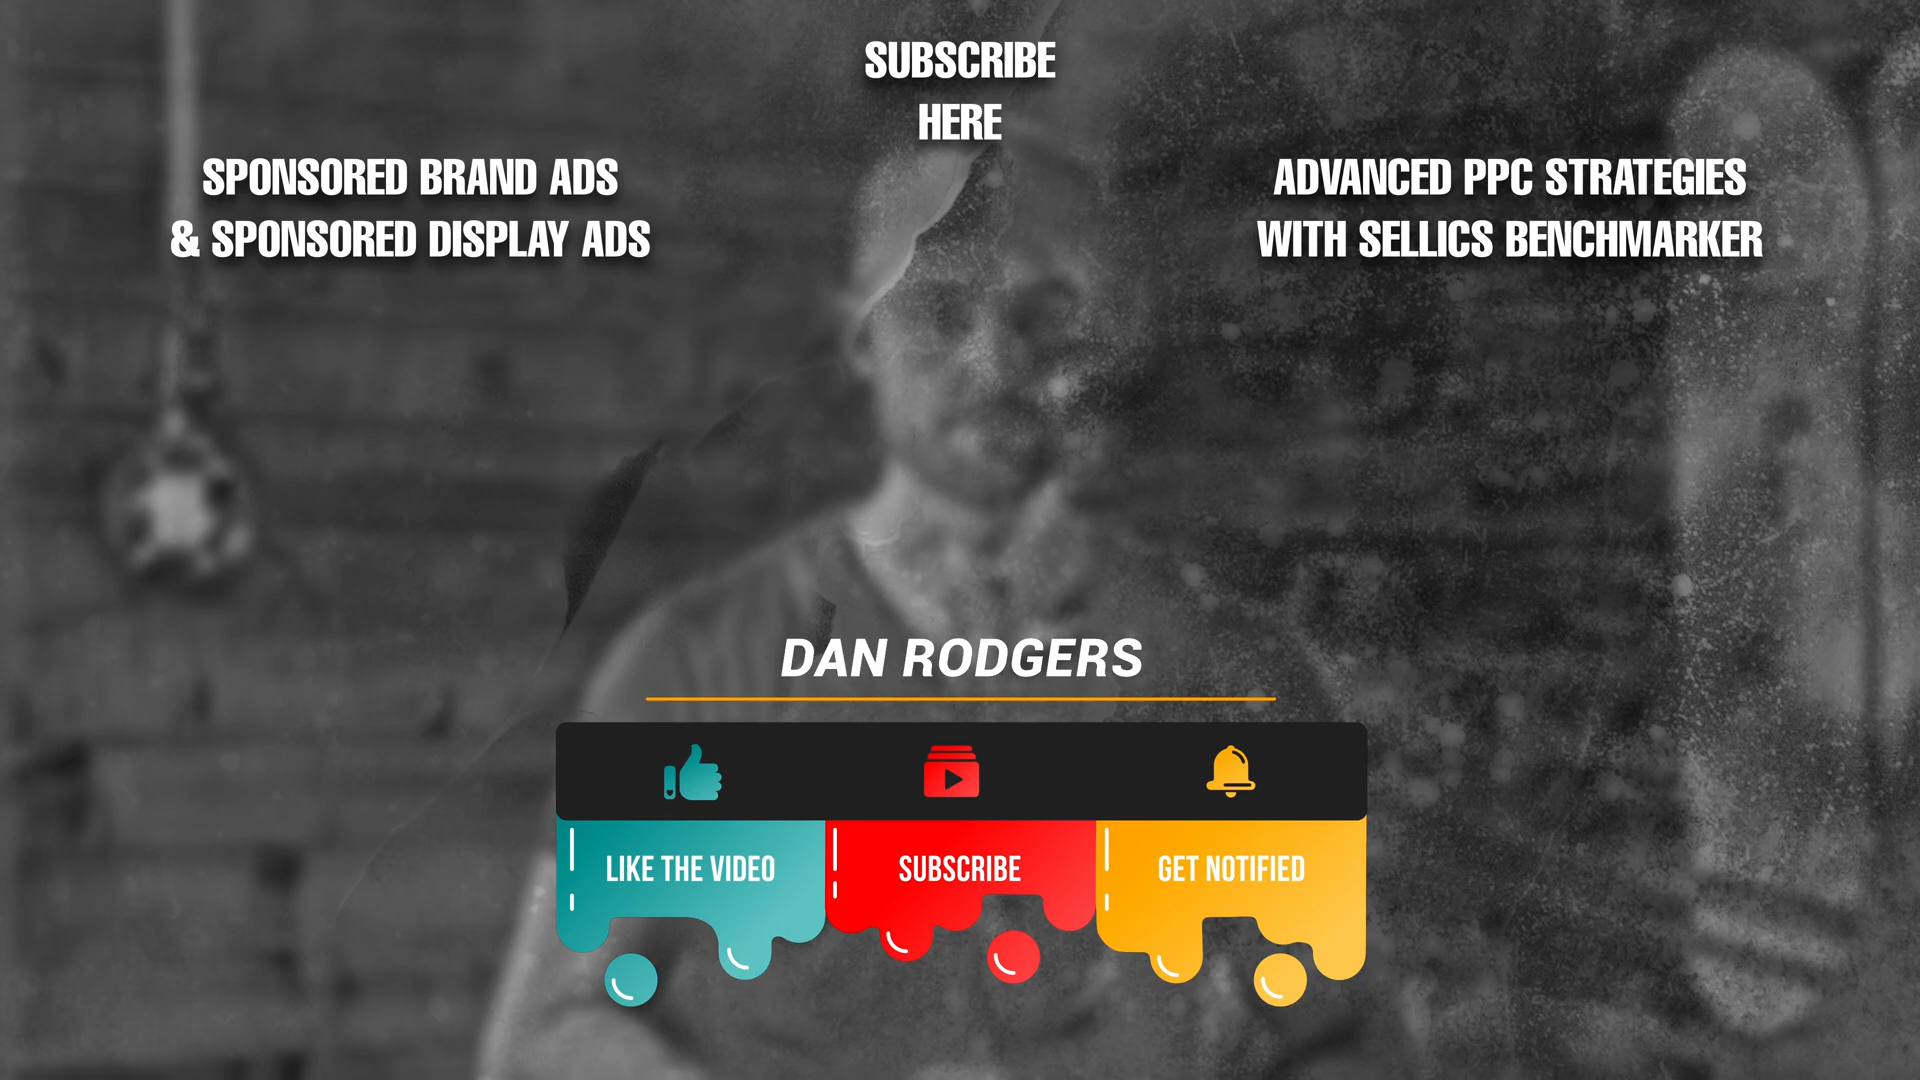 SUBSCRIBE
HERE
SPONSORED BRAND ADS
& SPONSORED DISPLAY ADS
ADVANCED PPC STRATEGIES
WITH SELLICS BENCHMARKER
DAN RODGERS
LIKE THE VIDEO
SUBSCRIBE
GET NOTIFIED